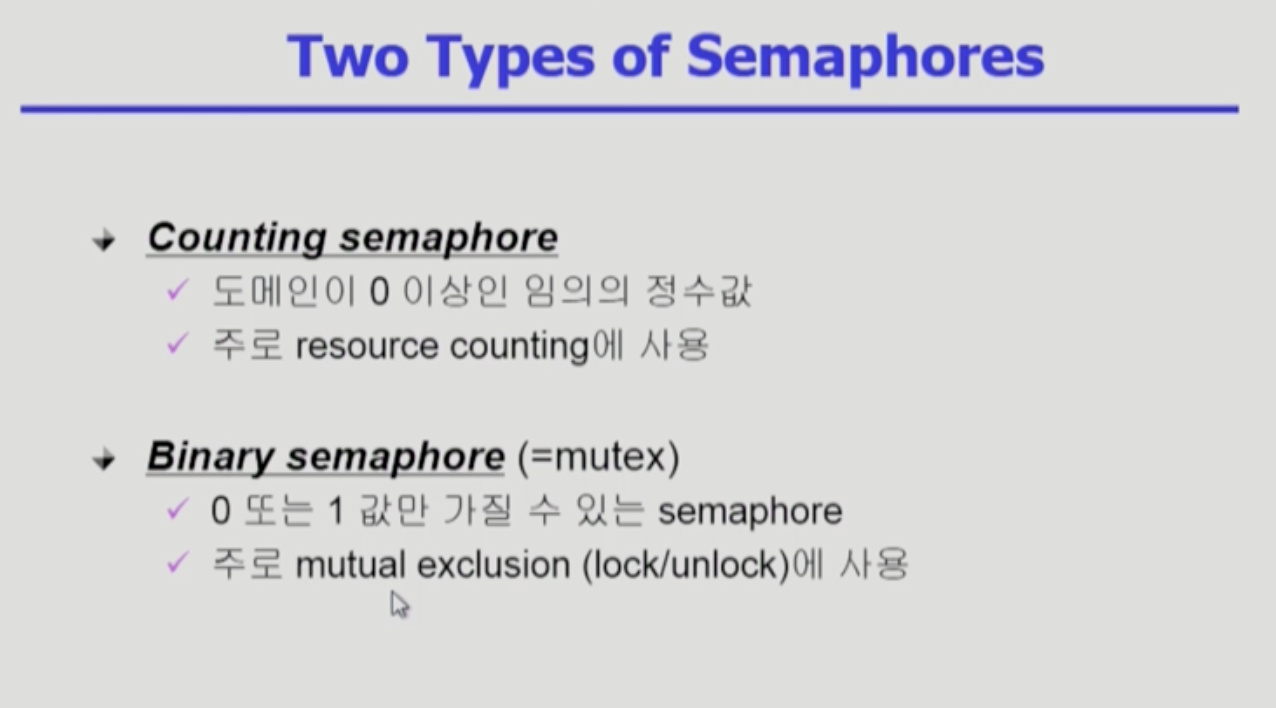 Two Types of Semaphores
Counting semaphore
도메인이 0 이상인 임의의 정수값
주로 resource counting에 사용
Binary semaphore (=mutex)
0 또는 1 값만 가질 수 있는 semaphore
주로 mutual exclusion (lock/unlock)에 사용